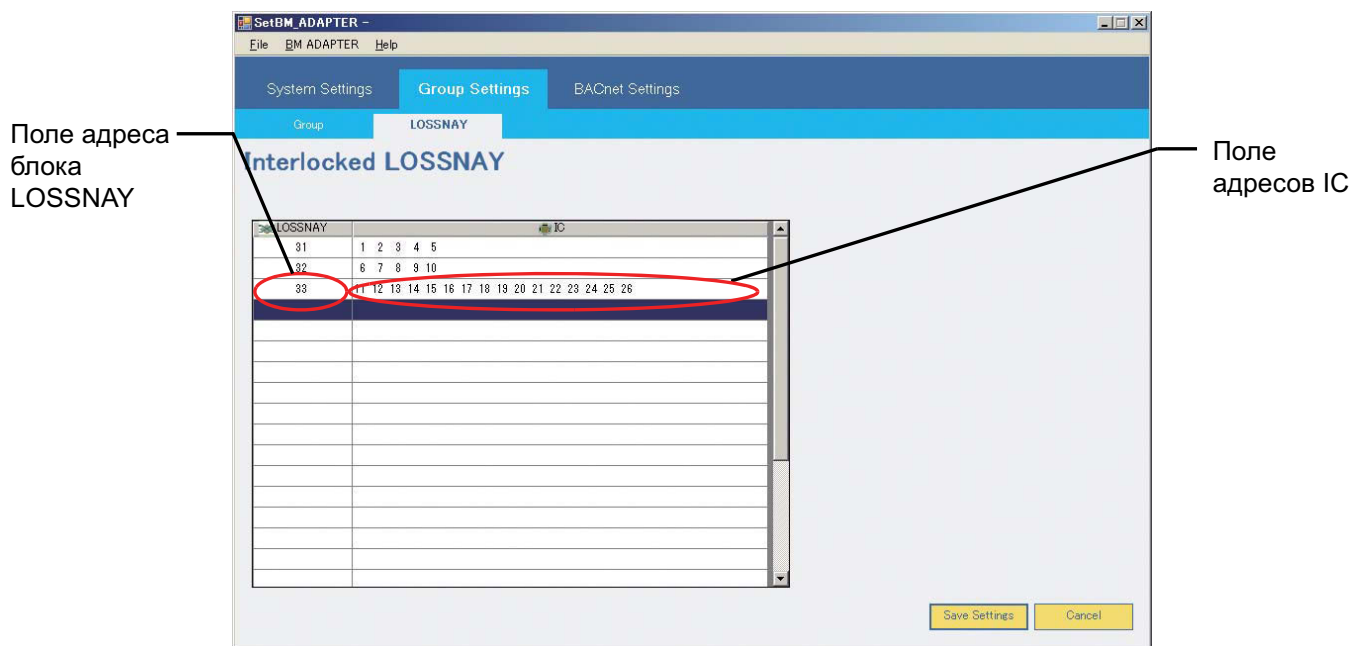 SetBM_ADAPTER -
File BM ADAPTER Help
System Settings Group Settings BACnet Settings
Group LOSSNAY
Interlocked LOSSNAY
Поле адреса
блока
LOSSNAY
Поле
адресов IC
LOSSNAY IC
31 1 2 3 4 5
32 6 7 8 9 10
33 11 12 13 14 15 16 17 18 19 20 21 22 23 24 25 26
Save Settings Cancel